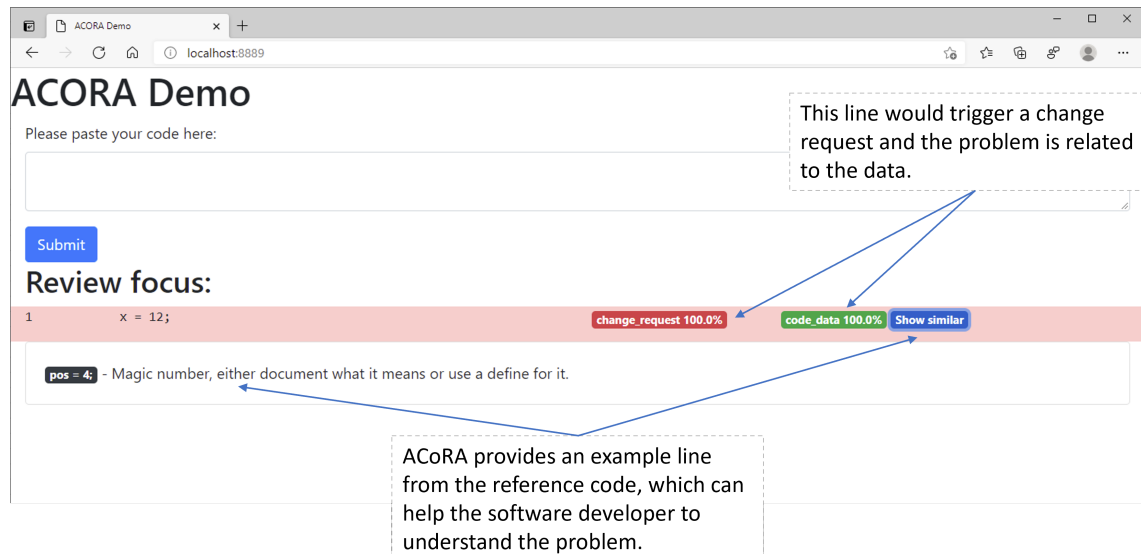 ACORA Demo
localhost:8889
ACORA Demo
Please paste your code here:
This line would trigger a change
request and the problem is related
to the data.
Submit
Review focus:
1 x = 12; change_request 100.0% code_data 100.0% Show similar
pos = 4; - Magic number, either document what it means or use a define for it.
ACoRA provides an example line
from the reference code, which can
help the software developer to
understand the problem.